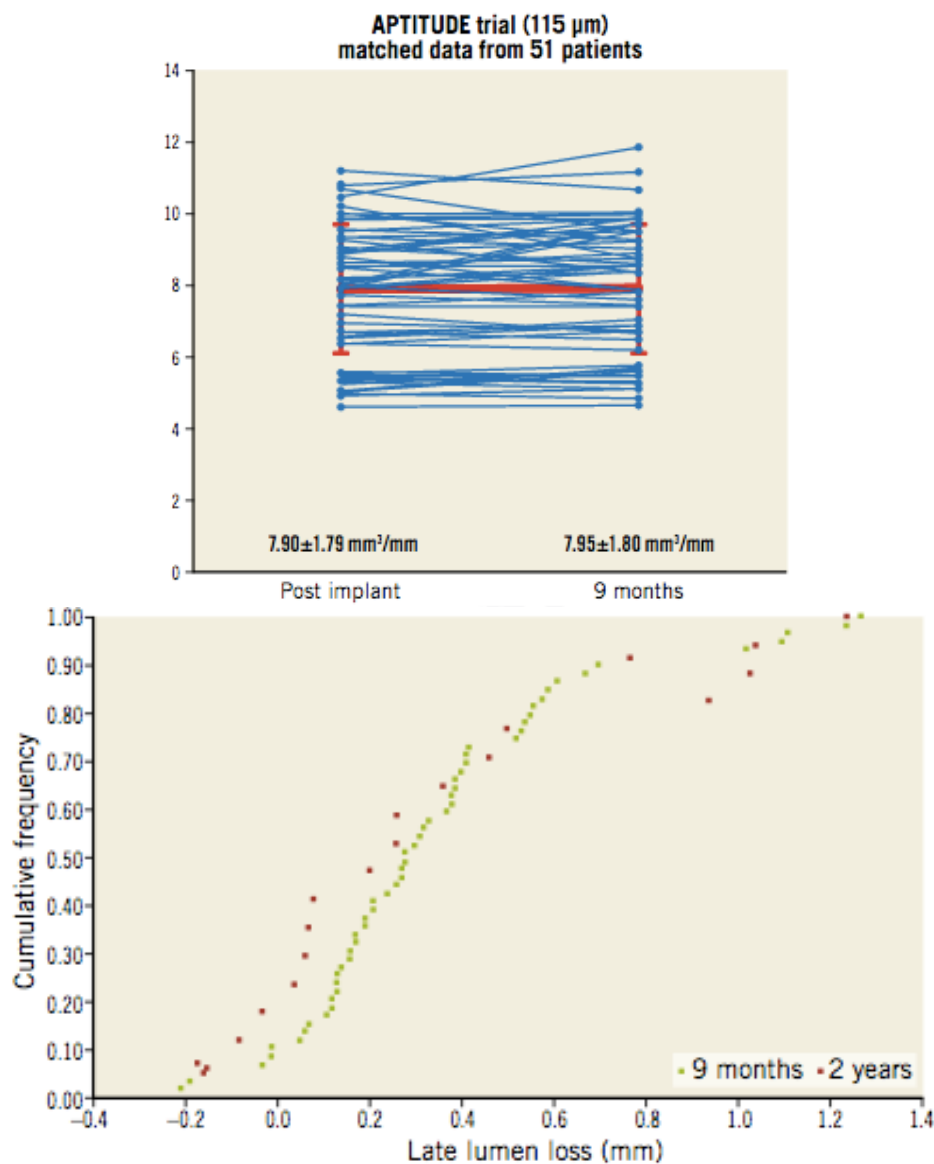 APTITUDE trial (115 µm)
matched data from 51 patients
14
12
10
8
6
4
2
0
7.90±1.79 mm³/mm
7.95±1.80 mm³/mm
Post implant
9 months
1.00
0.90
0.80
0.70
0.60
0.50
0.40
0.30
0.20
0.10
0.00
Cumulative frequency
9 months
2 years
−0.4
−0.2
0.0
0.2
0.4
0.6
0.8
1.0
1.2
1.4
Late lumen loss (mm)